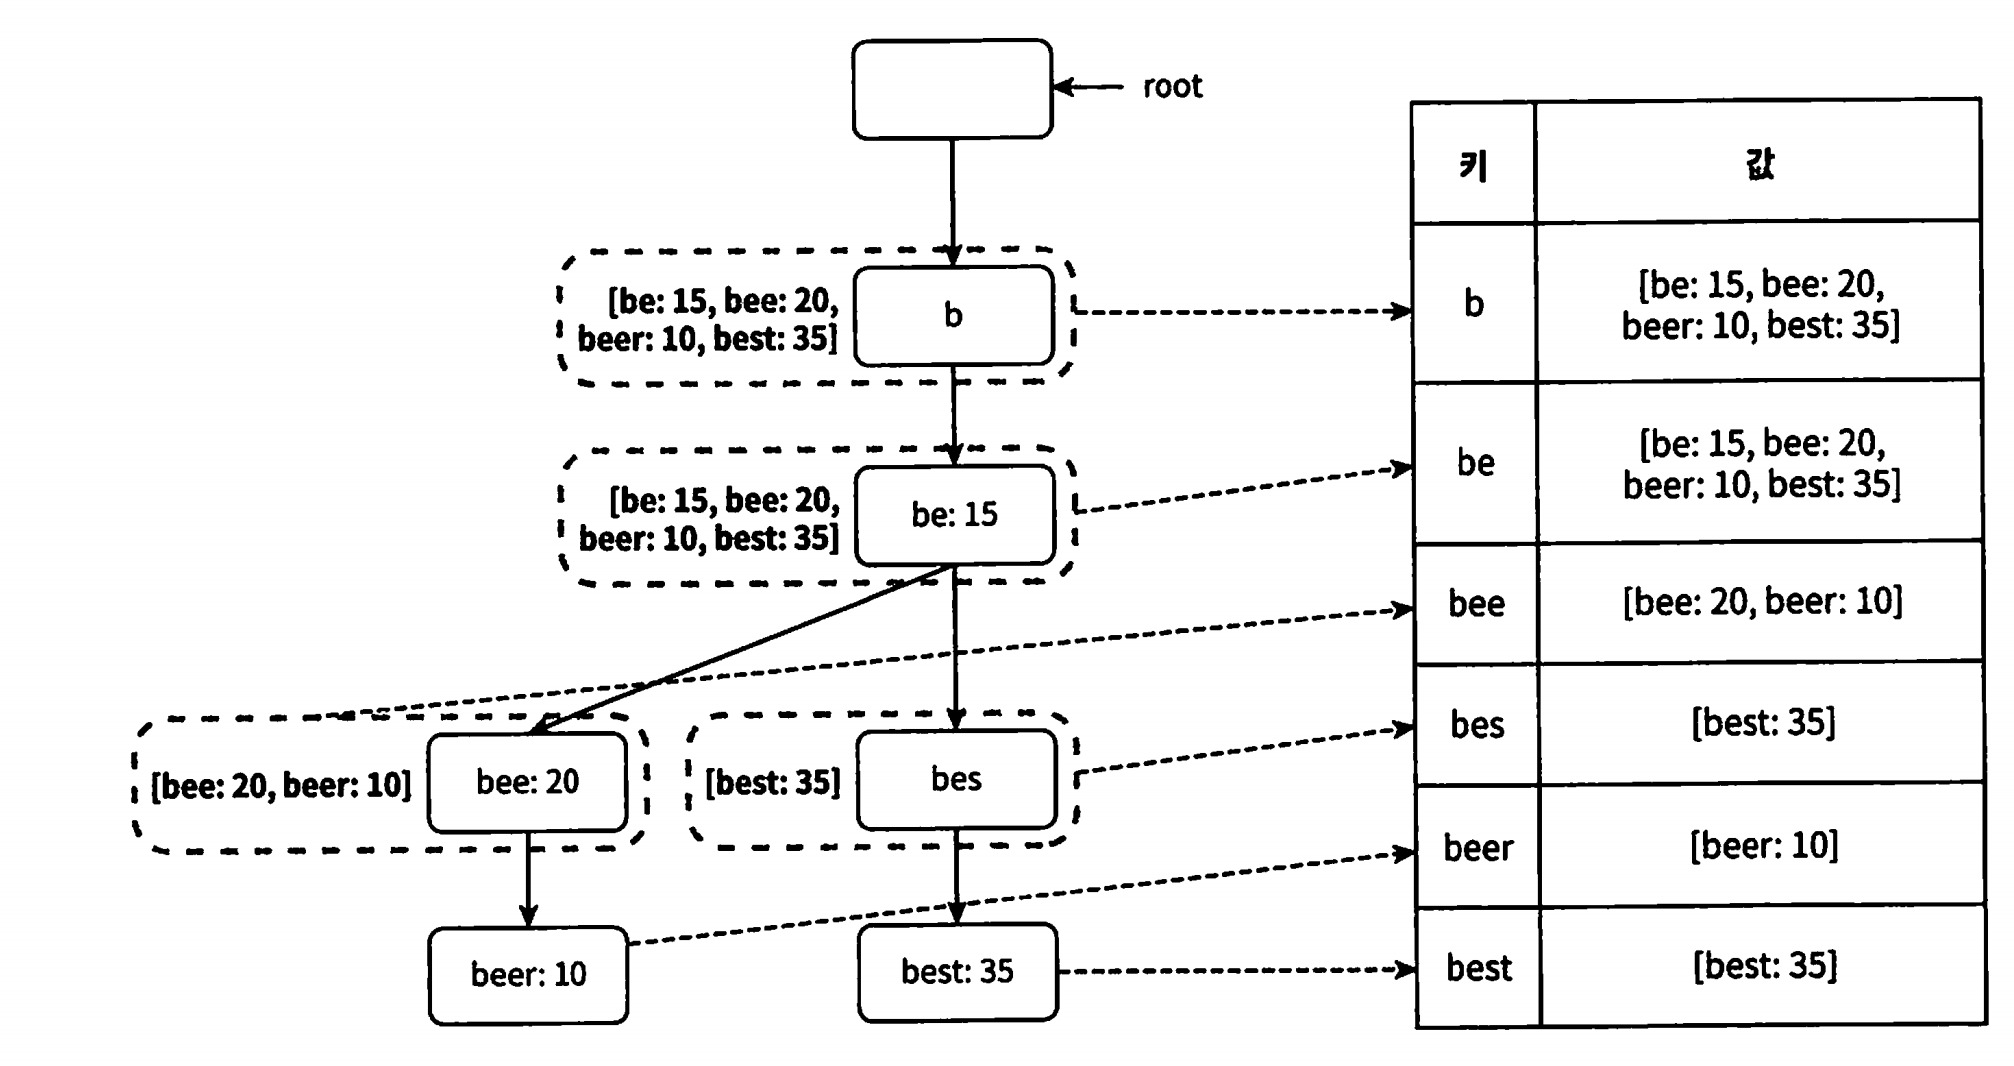 root
[be: 15, bee: 20,
beer: 10, best: 35]
b
[be: 15, bee: 20,
beer: 10, best: 35]
be: 15
[bee: 20, beer: 10]
bee: 20
[best: 35]
bes
beer: 10
best: 35
키 값
b [be: 15, bee: 20,
beer: 10, best: 35]
be [be: 15, bee: 20,
beer: 10, best: 35]
bee [bee: 20, beer: 10]
bes [best: 35]
beer [beer: 10]
best [best: 35]